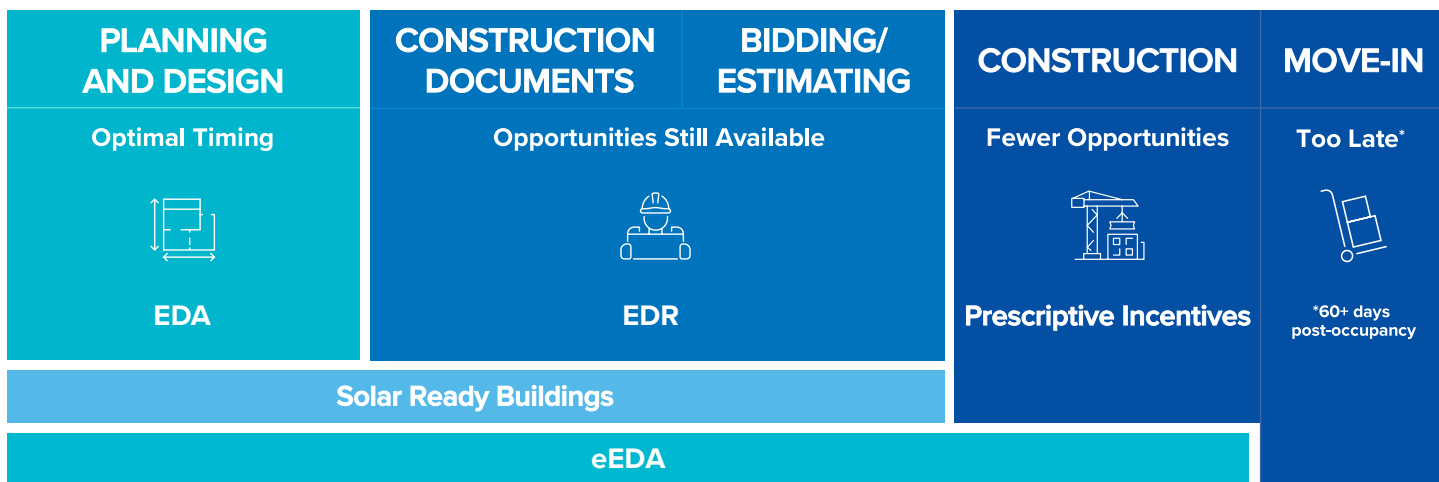 PLANNING
AND DESIGN
CONSTRUCTION
DOCUMENTS
BIDDING/
ESTIMATING
CONSTRUCTION
MOVE-IN
Optimal Timing
Opportunities Still Available
Fewer Opportunities
Too Late*
EDA
EDR
Prescriptive Incentives
*60+ days
post-occupancy
Solar Ready Buildings
eEDA